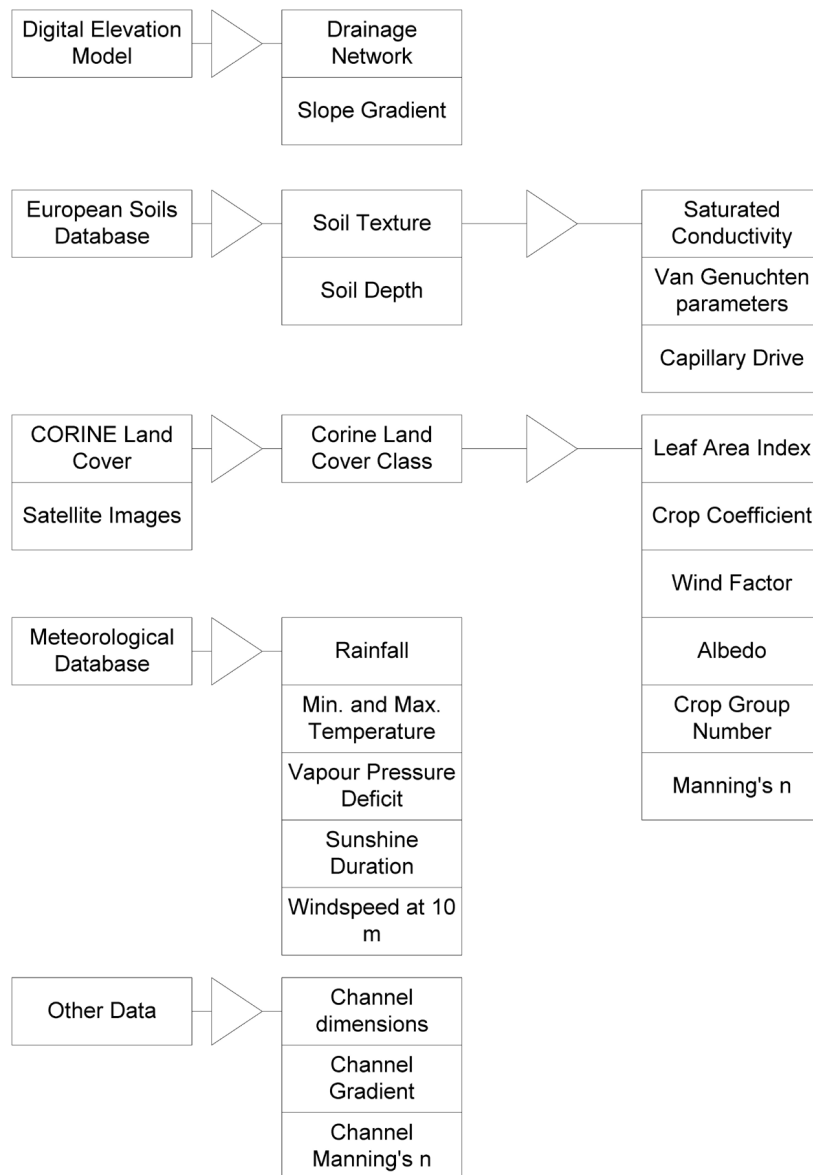 Digital Elevation
Model
Drainage
Network
Slope Gradient
European Soils
Database
Soil Texture
Soil Depth
Saturated
Conductivity
Van Genuchten
parameters
Capillary Drive
CORINE Land
Cover
Satellite Images
Corine Land
Cover Class
Leaf Area Index
Crop Coefficient
Wind Factor
Albedo
Crop Group
Number
Manning's n
Meteorological
Database
Rainfall
Min. and Max.
Temperature
Vapour Pressure
Deficit
Sunshine
Duration
Windspeed at 10
m
Other Data
Channel
dimensions
Channel
Gradient
Channel
Manning's n